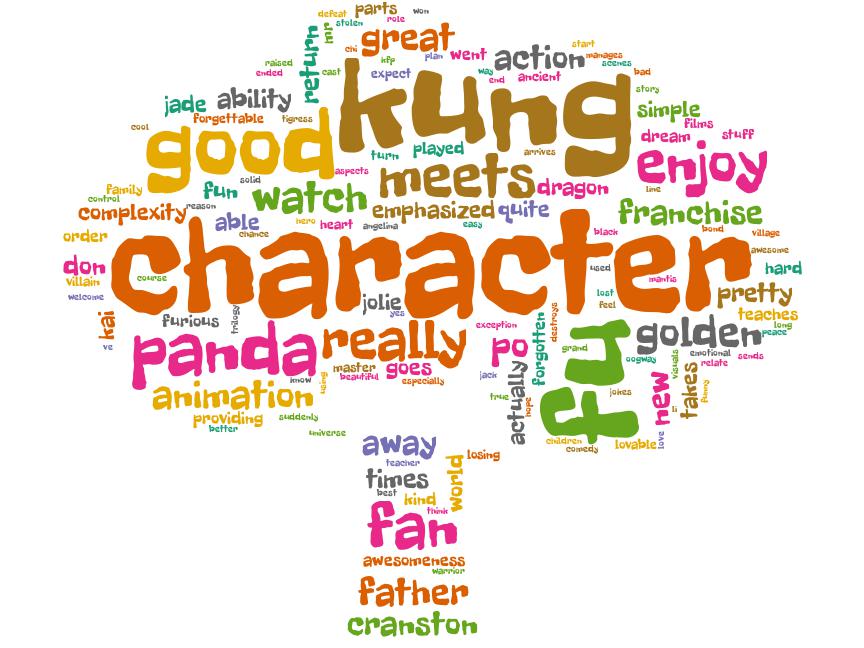 defeat parts won
stolen role
mr
great
chi
return
kfp
plan
went
action
start
manages
scenes
raised
ended
cast
expect
way
end
ancient
bad
story
kung
jade
ability
forgettable
tigress
cool
good
simple
films
dream
stuff
turn
played
arrives
enjoy
aspects
meets
dragon
line
solid
family
control
fun
watch
complexity
reason
able
chance
hero
heart
angelina
emphasized
quite
easy
franchise
black
bond
village
order
don
villain
welcome
character
course
used
mantis
awesome
hard
lost
feel
pretty
teaches
long
peace
jolie
yes
kai
ve
furious
trilogy
panda
really
exception
forgotten
destroys
golden
po
grand
fu
oogway
emotional
sends
relate
visuals
know
master
beautiful
goes
especially
jack
actually
true
hope
jokes
new
li
takes
funny
using
animation
providing
suddenly
better
universe
children
comedy
lovable
love
away
teacher
losing
times
world
best
kind
think
fan
awesomeness
warrior
father
cranston